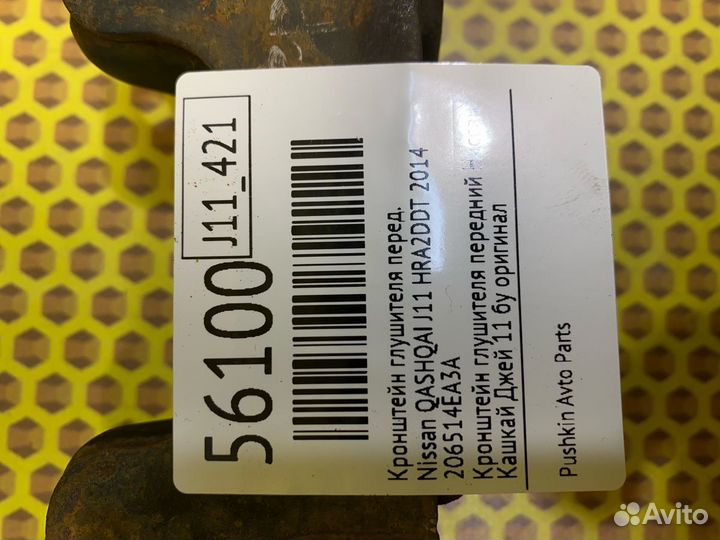 56100 J11_421
Кронштейн глушителя перед.
Nissan QASHQAI J11 HRA2DDT 2014
206514EA3A
Кронштейн глушителя передний
Кашкай Джей 11 бу оригинал
Pushkin Avto Parts
Avito